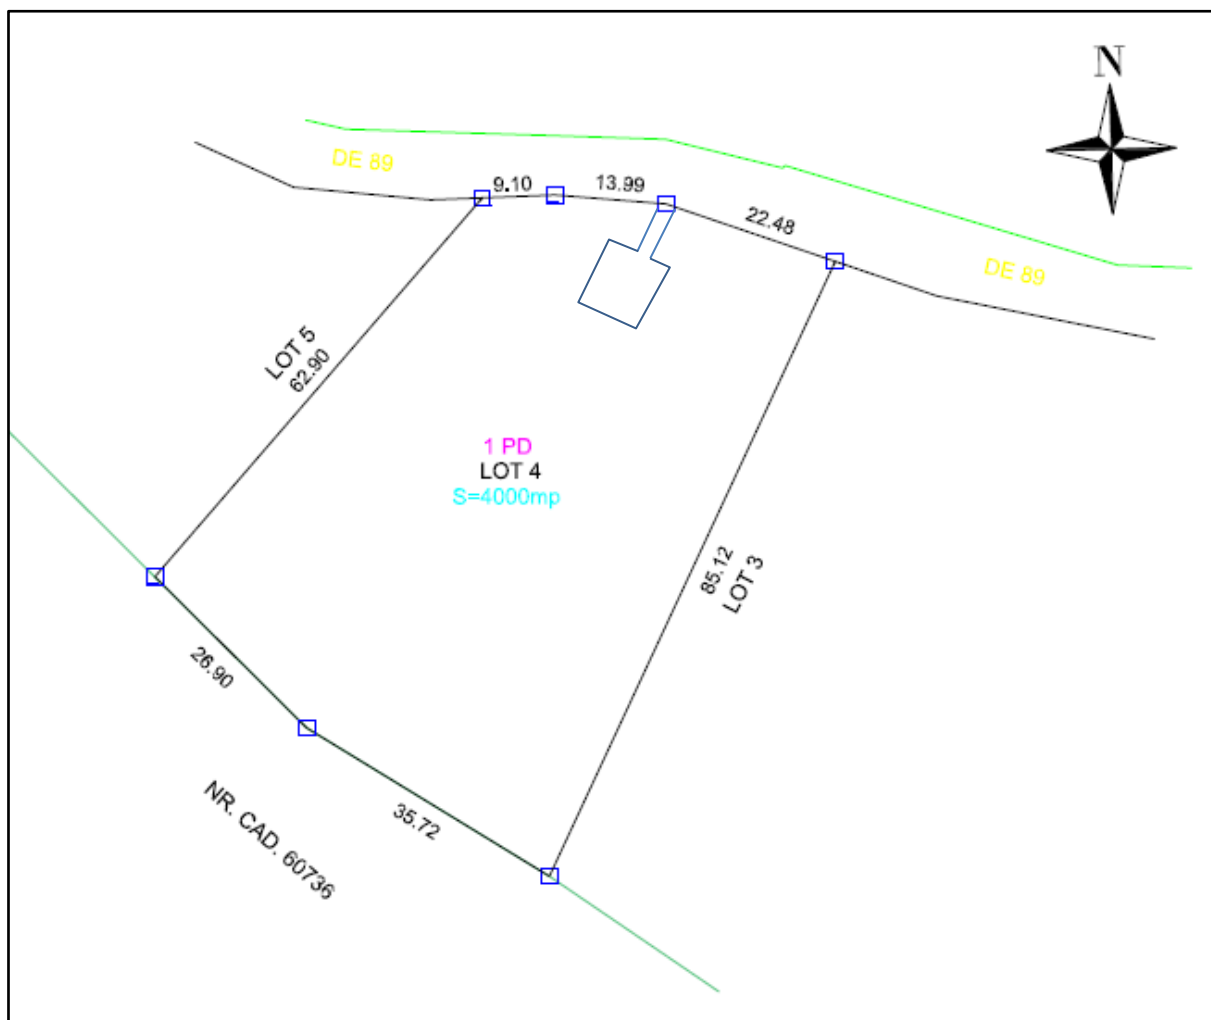 N
DE 89
9.10
13.99
22.48
DE 89
LOT 5
62.90
1 PD
LOT 4
S=4000mp
85.12
LOT 3
26.90
35.72
NR. CAD. 60736